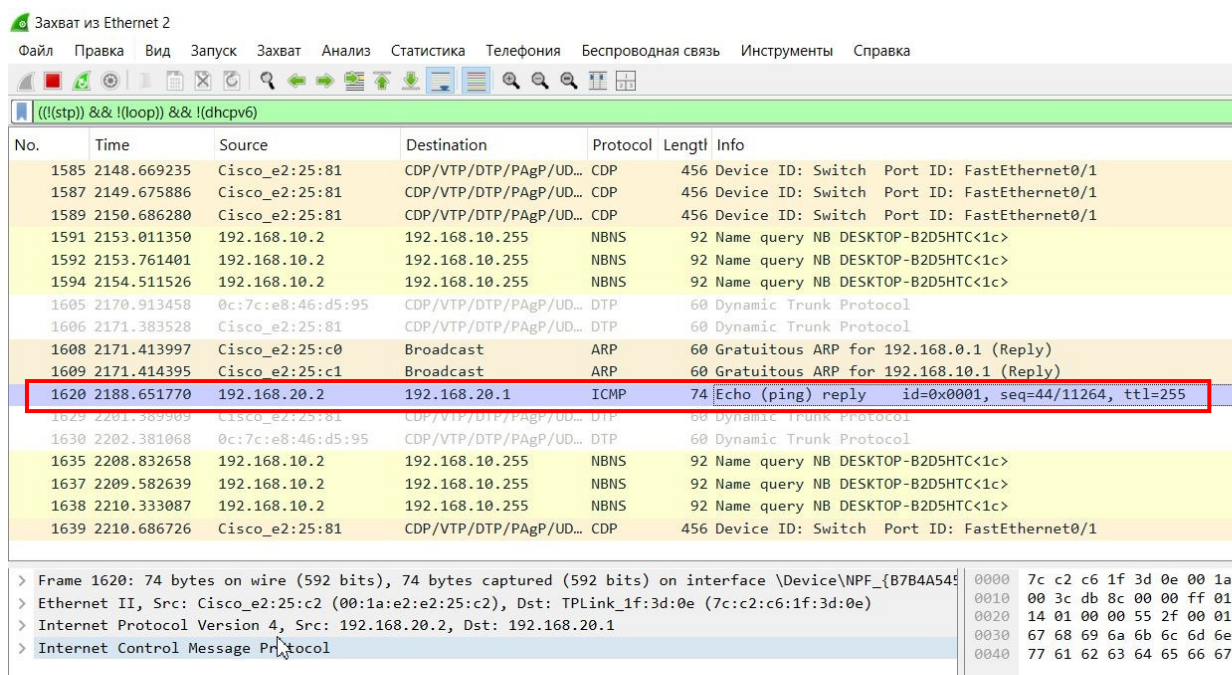 Захват из Ethernet 2
Файл Правка Вид Запуск Захват Анализ Статистика Телефония Беспроводная связь Инструменты Справка
((!(stp)) && !(loop)) && !(dhcpv6)
No. Time Source Destination Protocol Length Info
1585 2148.669235 Cisco_e2:25:81 CDP/VTP/DTP/PAgP/UD… CDP 456 Device ID: Switch Port ID: FastEthernet0/1
1587 2149.675886 Cisco_e2:25:81 CDP/VTP/DTP/PAgP/UD… CDP 456 Device ID: Switch Port ID: FastEthernet0/1
1589 2150.686280 Cisco_e2:25:81 CDP/VTP/DTP/PAgP/UD… CDP 456 Device ID: Switch Port ID: FastEthernet0/1
1591 2153.011350 192.168.10.2 192.168.10.255 NBNS 92 Name query NB DESKTOP-B2D5HTC<1c>
1592 2153.761401 192.168.10.2 192.168.10.255 NBNS 92 Name query NB DESKTOP-B2D5HTC<1c>
1594 2154.511526 192.168.10.2 192.168.10.255 NBNS 92 Name query NB DESKTOP-B2D5HTC<1c>
1605 2170.913458 0c:7c:e8:46:d5:95 CDP/VTP/DTP/PAgP/UD… DTP 60 Dynamic Trunk Protocol
1606 2171.383528 Cisco_e2:25:81 CDP/VTP/DTP/PAgP/UD… DTP 60 Dynamic Trunk Protocol
1608 2171.413997 Cisco_e2:25:c0 Broadcast ARP 60 Gratuitous ARP for 192.168.0.1 (Reply)
1609 2171.414395 Cisco_e2:25:c1 Broadcast ARP 60 Gratuitous ARP for 192.168.10.1 (Reply)
1620 2188.651770 192.168.20.2 192.168.20.1 ICMP 74 Echo (ping) reply id=0x0001, seq=44/11264, ttl=255
1629 2201.389909 Cisco_e2:25:81 CDP/VTP/DTP/PAgP/UD… DTP 60 Dynamic Trunk Protocol
1630 2202.381068 0c:7c:e8:46:d5:95 CDP/VTP/DTP/PAgP/UD… DTP 60 Dynamic Trunk Protocol
1635 2208.832658 192.168.10.2 192.168.10.255 NBNS 92 Name query NB DESKTOP-B2D5HTC<1c>
1637 2209.582639 192.168.10.2 192.168.10.255 NBNS 92 Name query NB DESKTOP-B2D5HTC<1c>
1638 2210.333087 192.168.10.2 192.168.10.255 NBNS 92 Name query NB DESKTOP-B2D5HTC<1c>
1639 2210.686726 Cisco_e2:25:81 CDP/VTP/DTP/PAgP/UD… CDP 456 Device ID: Switch Port ID: FastEthernet0/1
> Frame 1620: 74 bytes on wire (592 bits), 74 bytes captured (592 bits) on interface \Device\NPF_{B7B4A545
> Ethernet II, Src: Cisco_e2:25:c2 (00:1a:e2:e2:25:c2), Dst: TPLink_1f:3d:0e (7c:c2:c6:1f:3d:0e)
> Internet Protocol Version 4, Src: 192.168.20.2, Dst: 192.168.20.1
> Internet Control Message Protocol
0000 7c c2 c6 1f 3d 0e 00 1a
0010 00 3c db 8c 00 00 ff 01
0020 14 01 00 00 55 2f 00 01
0030 67 68 69 6a 6b 6c 6d 6e
0040 77 61 62 63 64 65 66 67